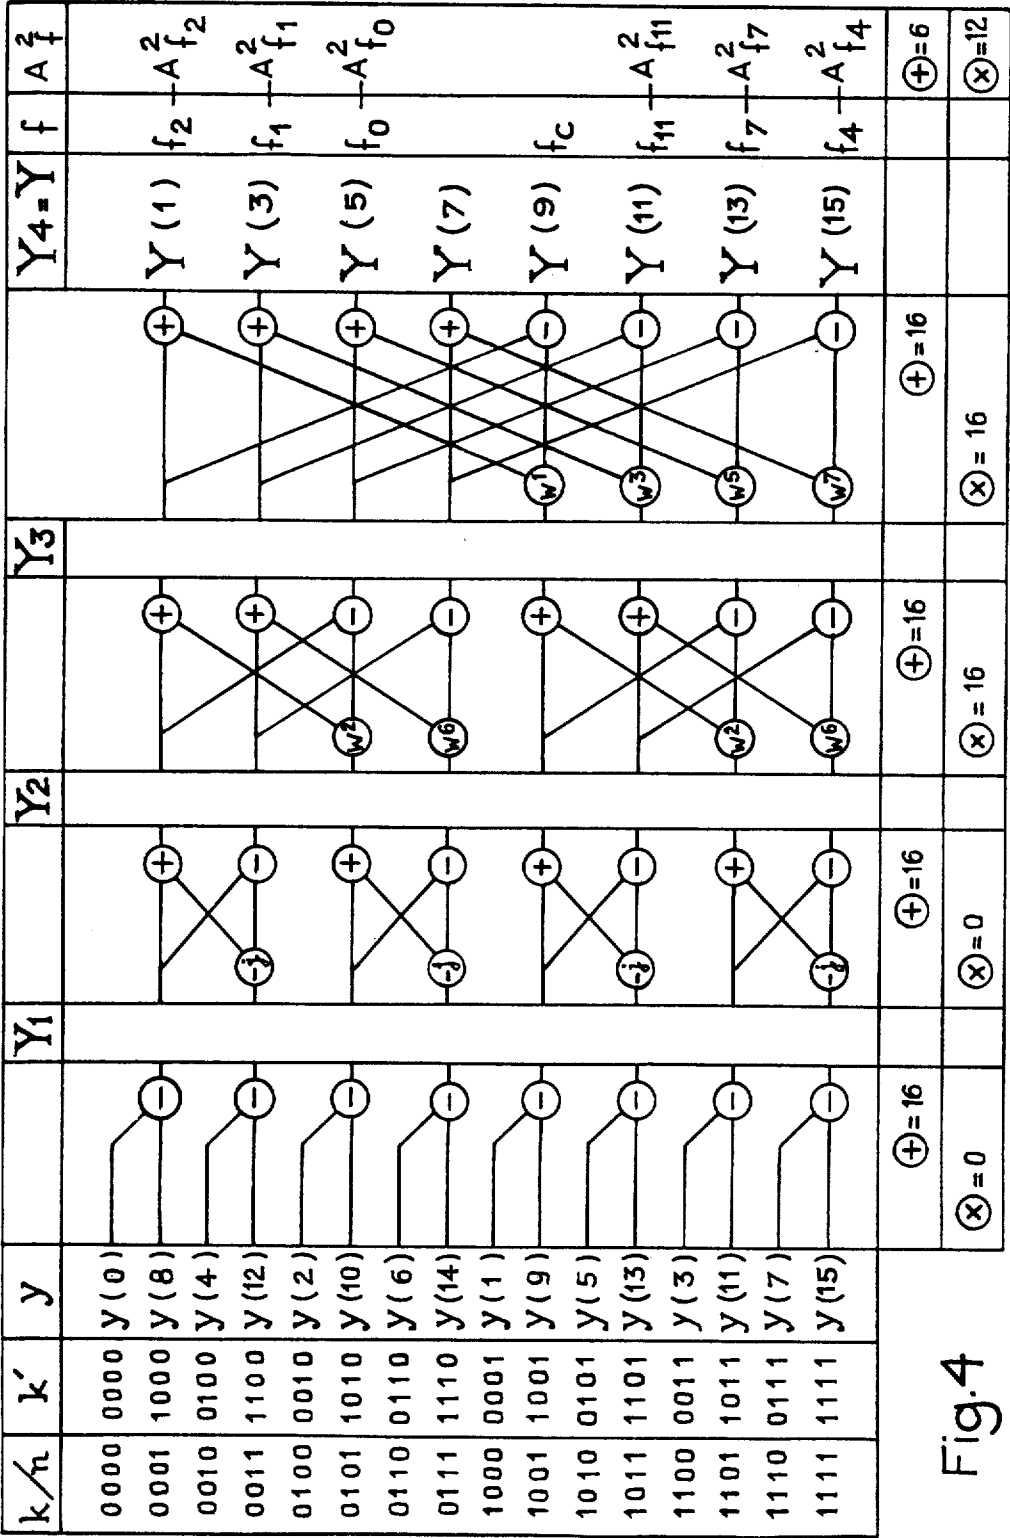 k/n k′ y Y1 Y2 Y3 Y4=Y f A²f
0000 0000 y(0)
0001 1000 y(8) − + − -j + − + + Y(1) f2 — A²f2
0010 0100 y(4)
0011 1100 y(12) − -j − + + Y(3) f1 — A²f1
0100 0010 y(2)
0101 1010 y(10) − + w² − + Y(5) f0 — A²f0
0110 0110 y(6)
0111 1110 y(14) − -j − w⁶ − + Y(7)
1000 0001 y(1)
1001 1001 y(9) − + + w¹ − Y(9) fC
1010 0101 y(5)
1011 1101 y(13) − -j − + w³ − Y(11) f11 — A²f11
1100 0011 y(3)
1101 1011 y(11) − + w² − w⁵ − Y(13) f7 — A²f7
1110 0111 y(7)
1111 1111 y(15) − -j − w⁶ − w⁷ − Y(15) f4 — A²f4
⊕=16 ⊕=16 ⊕=16 ⊕=16 ⊕=6
⊗=0 ⊗=0 ⊗=16 ⊗=16 ⊗=12
Fig.4